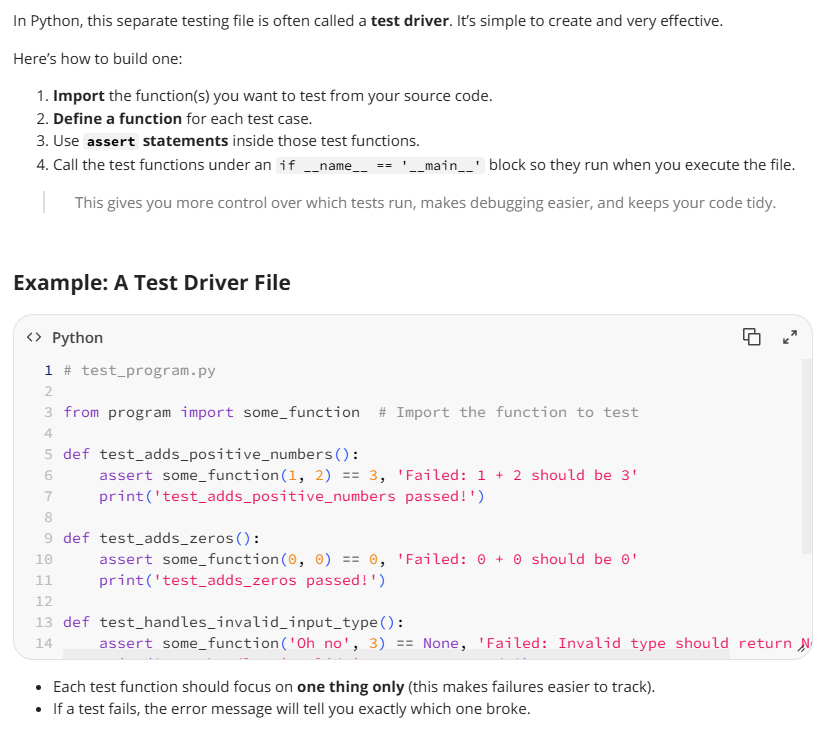 In Python, this separate testing file is often called a test driver. It’s simple to create and very effective.
Here’s how to build one:
1. Import the function(s) you want to test from your source code.
2. Define a function for each test case.
3. Use assert statements inside those test functions.
4. Call the test functions under an if __name__ == '__main__' block so they run when you execute the file.
This gives you more control over which tests run, makes debugging easier, and keeps your code tidy.
Example: A Test Driver File
<> Python
1 # test_program.py
2
3 from program import some_function  # Import the function to test
4
5 def test_adds_positive_numbers():
6     assert some_function(1, 2) == 3, 'Failed: 1 + 2 should be 3'
7     print('test_adds_positive_numbers passed!')
8
9 def test_adds_zeros():
10     assert some_function(0, 0) == 0, 'Failed: 0 + 0 should be 0'
11     print('test_adds_zeros passed!')
12
13 def test_handles_invalid_input_type():
14     assert some_function('Oh no', 3) == None, 'Failed: Invalid type should return
• Each test function should focus on one thing only (this makes failures easier to track).
• If a test fails, the error message will tell you exactly which one broke.